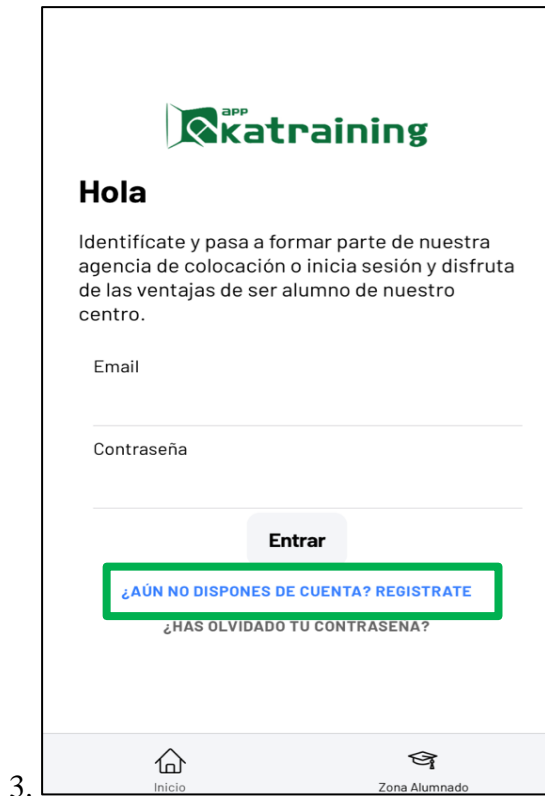 app
katraining
Hola
Identifícate y pasa a formar parte de nuestra
agencia de colocación o inicia sesión y disfruta
de las ventajas de ser alumno de nuestro
centro.
Email
Contraseña
Entrar
¿AÚN NO DISPONES DE CUENTA? REGISTRATE
¿HAS OLVIDADO TU CONTRASEÑA?
Inicio
Zona Alumnado
3.